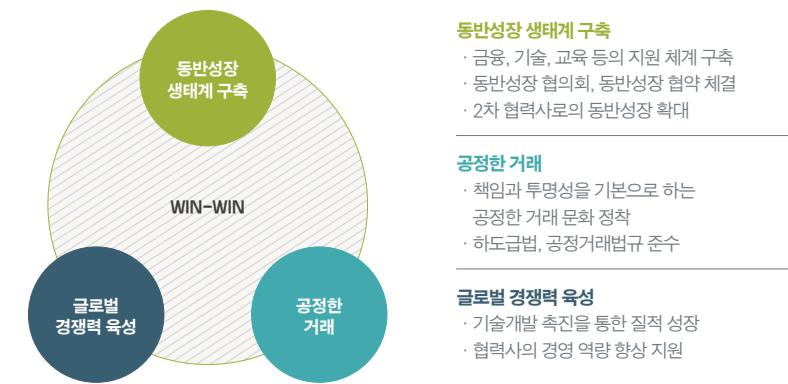 동반성장
생태계 구축
WIN-WIN
글로벌
경쟁력 육성
공정한
거래
동반성장 생태계 구축
· 금융, 기술, 교육 등의 지원 체계 구축
· 동반성장 협의회, 동반성장 협약 체결
· 2차 협력사로의 동반성장 확대
공정한 거래
· 책임과 투명성을 기본으로 하는
공정한 거래 문화 정착
· 하도급법, 공정거래법규 준수
글로벌 경쟁력 육성
· 기술개발 촉진을 통한 질적 성장
· 협력사의 경영 역량 향상 지원